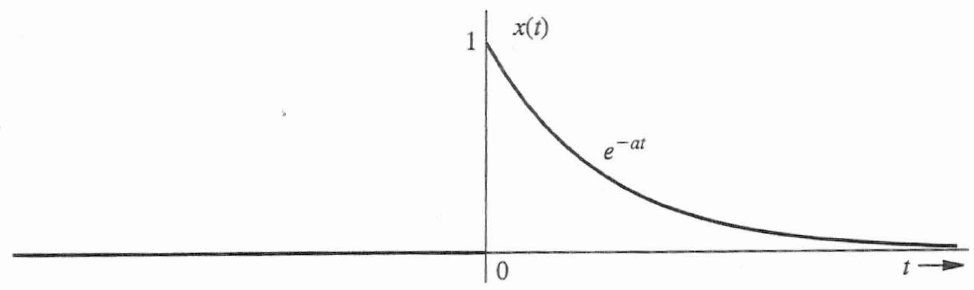 x(t)
1
e^{-at}
0
t →